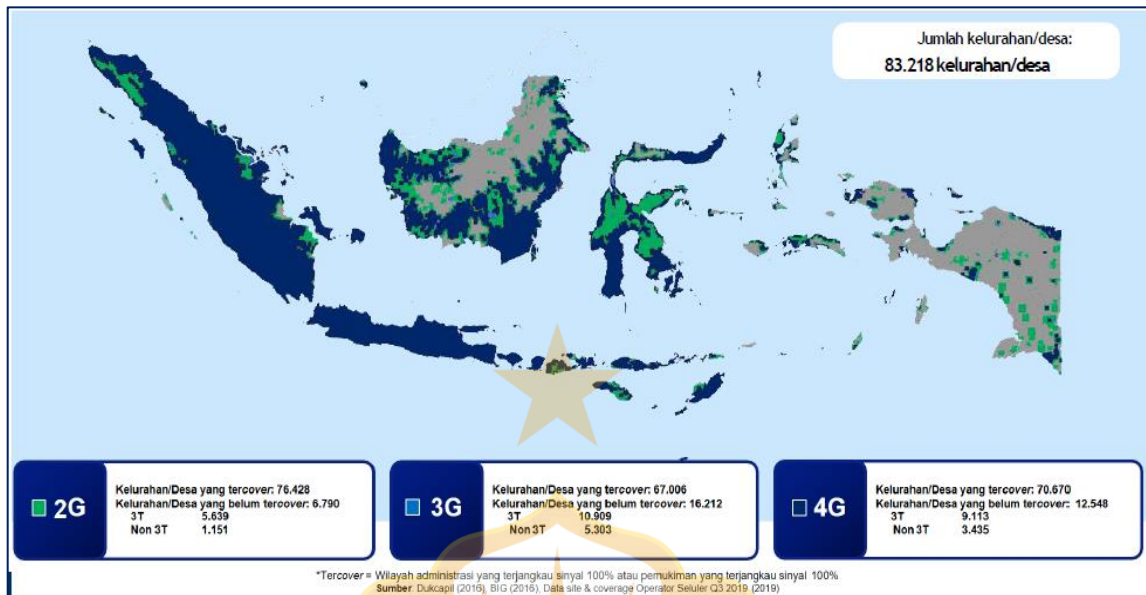 Jumlah kelurahan/desa:
83.218 kelurahan/desa
2G
Kelurahan/Desa yang tercover: 76.428
Kelurahan/Desa yang belum tercover: 6.790
3T 5.639
Non 3T 1.151
3G
Kelurahan/Desa yang tercover: 67.006
Kelurahan/Desa yang belum tercover: 16.212
3T 10.909
Non 3T 5.303
4G
Kelurahan/Desa yang tercover: 70.670
Kelurahan/Desa yang belum tercover: 12.548
3T 9.113
Non 3T 3.435
*Tercover = Wilayah administrasi yang terjangkau sinyal 100% atau pemukiman yang terjangkau sinyal 100%
Sumber: Dukcapil (2016), BIG (2016), Data site & coverage Operator Seluler Q3 2019 (2019)